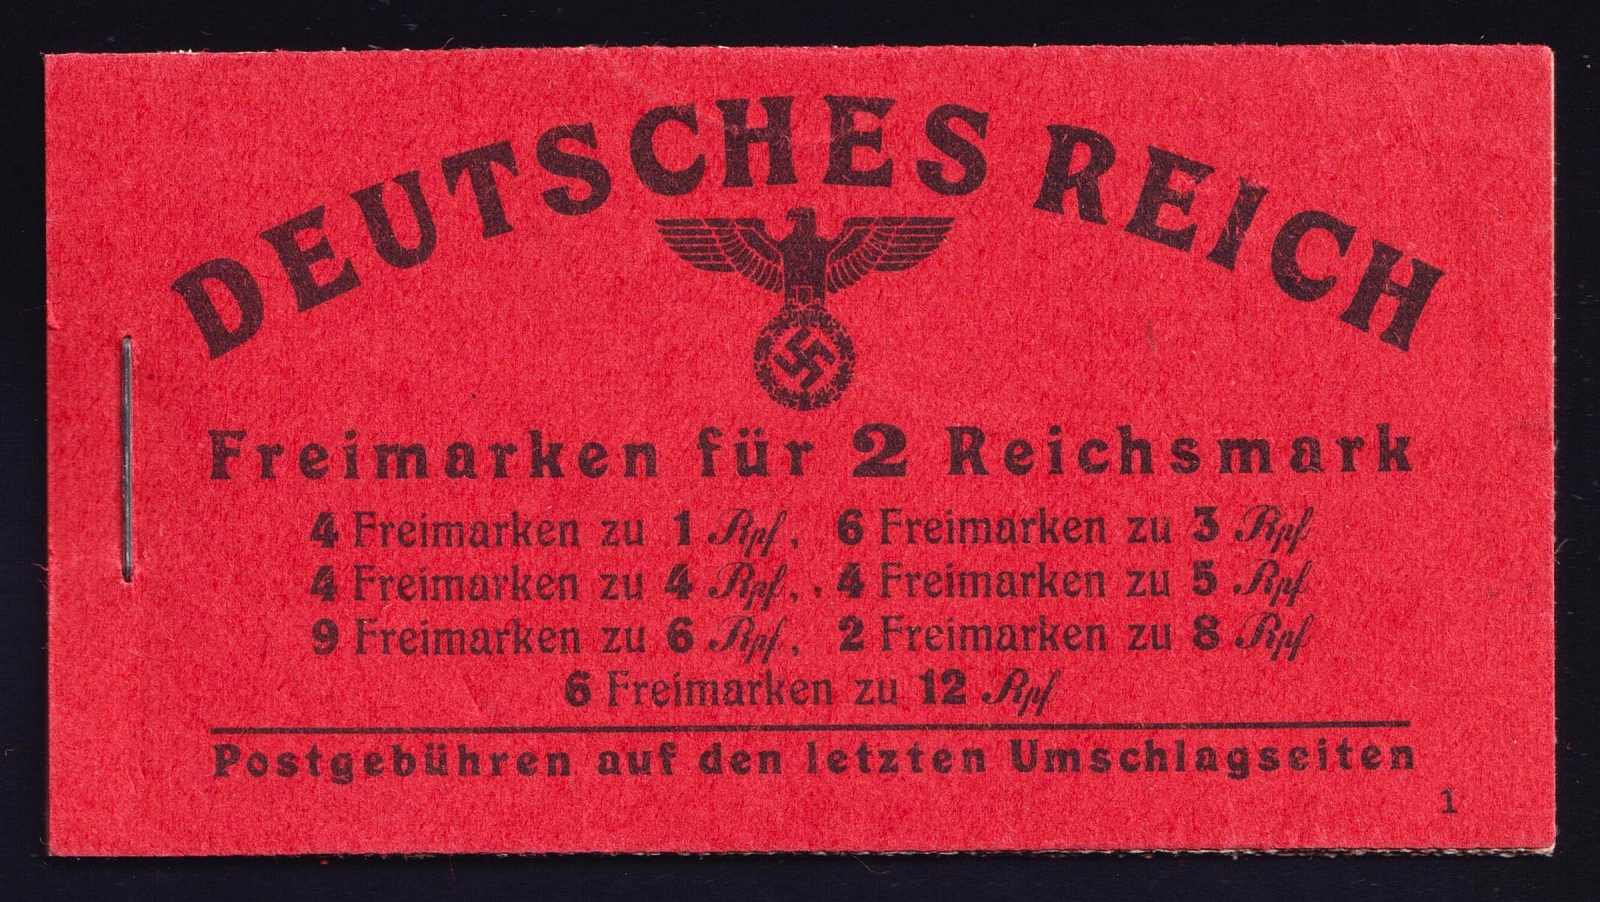 DEUTSCHES REICH
Freimarken für 2 Reichsmark
4 Freimarken zu 1 Rpf, 6 Freimarken zu 3 Rpf
4 Freimarken zu 4 Rpf, 4 Freimarken zu 5 Rpf
9 Freimarken zu 6 Rpf, 2 Freimarken zu 8 Rpf
6 Freimarken zu 12 Rpf
Postgebühren auf den letzten Umschlagseiten
1